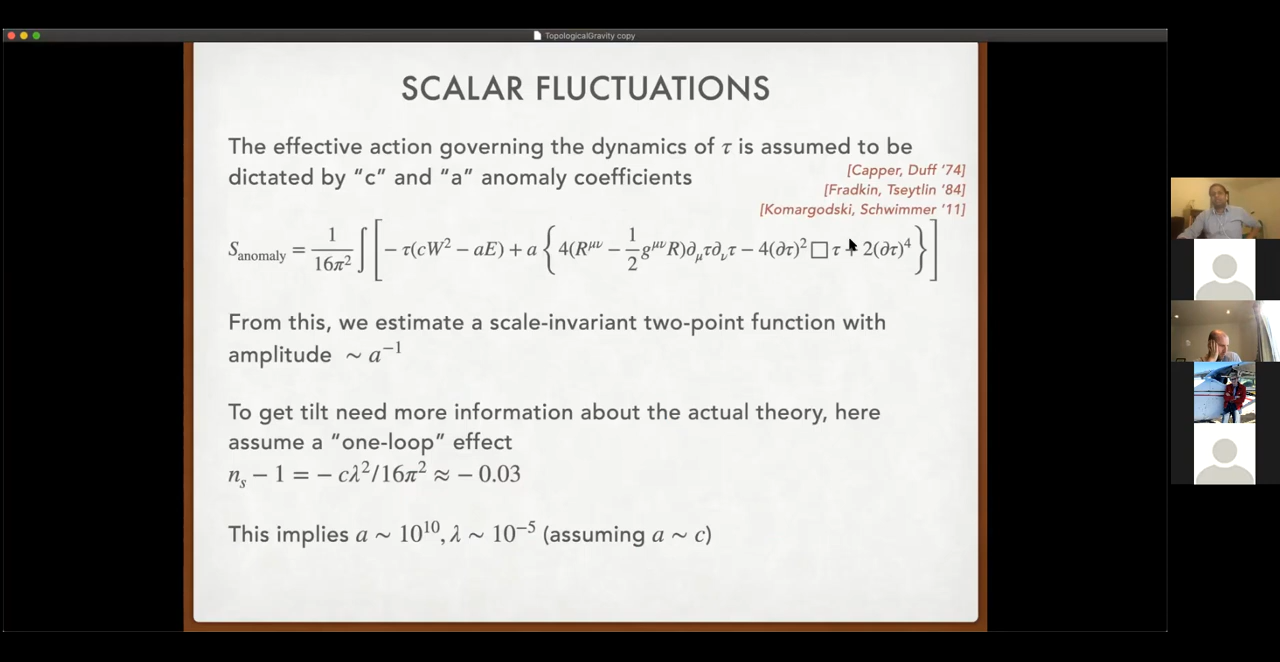 TopologicalGravity copy
SCALAR FLUCTUATIONS
The effective action governing the dynamics of τ is assumed to be
dictated by “c” and “a” anomaly coefficients
[Capper, Duff ‘74]
[Fradkin, Tseytlin ‘84]
[Komargodski, Schwimmer ‘11]
S_anomaly = 1/16π² ∫ [ − τ(cW² − aE) + a { 4(R^μν − 1/2 g^μν R)∂_μτ∂_ντ − 4(∂τ)²□τ + 2(∂τ)⁴ } ]
From this, we estimate a scale-invariant two-point function with
amplitude ~ a⁻¹
To get tilt need more information about the actual theory, here
assume a “one-loop” effect
n_s − 1 = − cλ²/16π² ≈ − 0.03
This implies a ~ 10¹⁰, λ ~ 10⁻⁵ (assuming a ~ c)